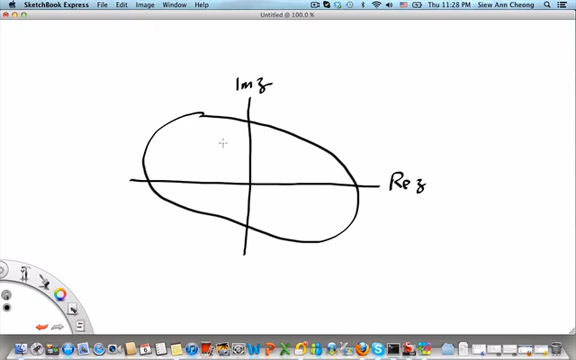 SketchBook Express File Edit Image Window Help Thu 11:28 PM Siew Ann Cheong
Untitled @ 100.0 %
Im z
Re z